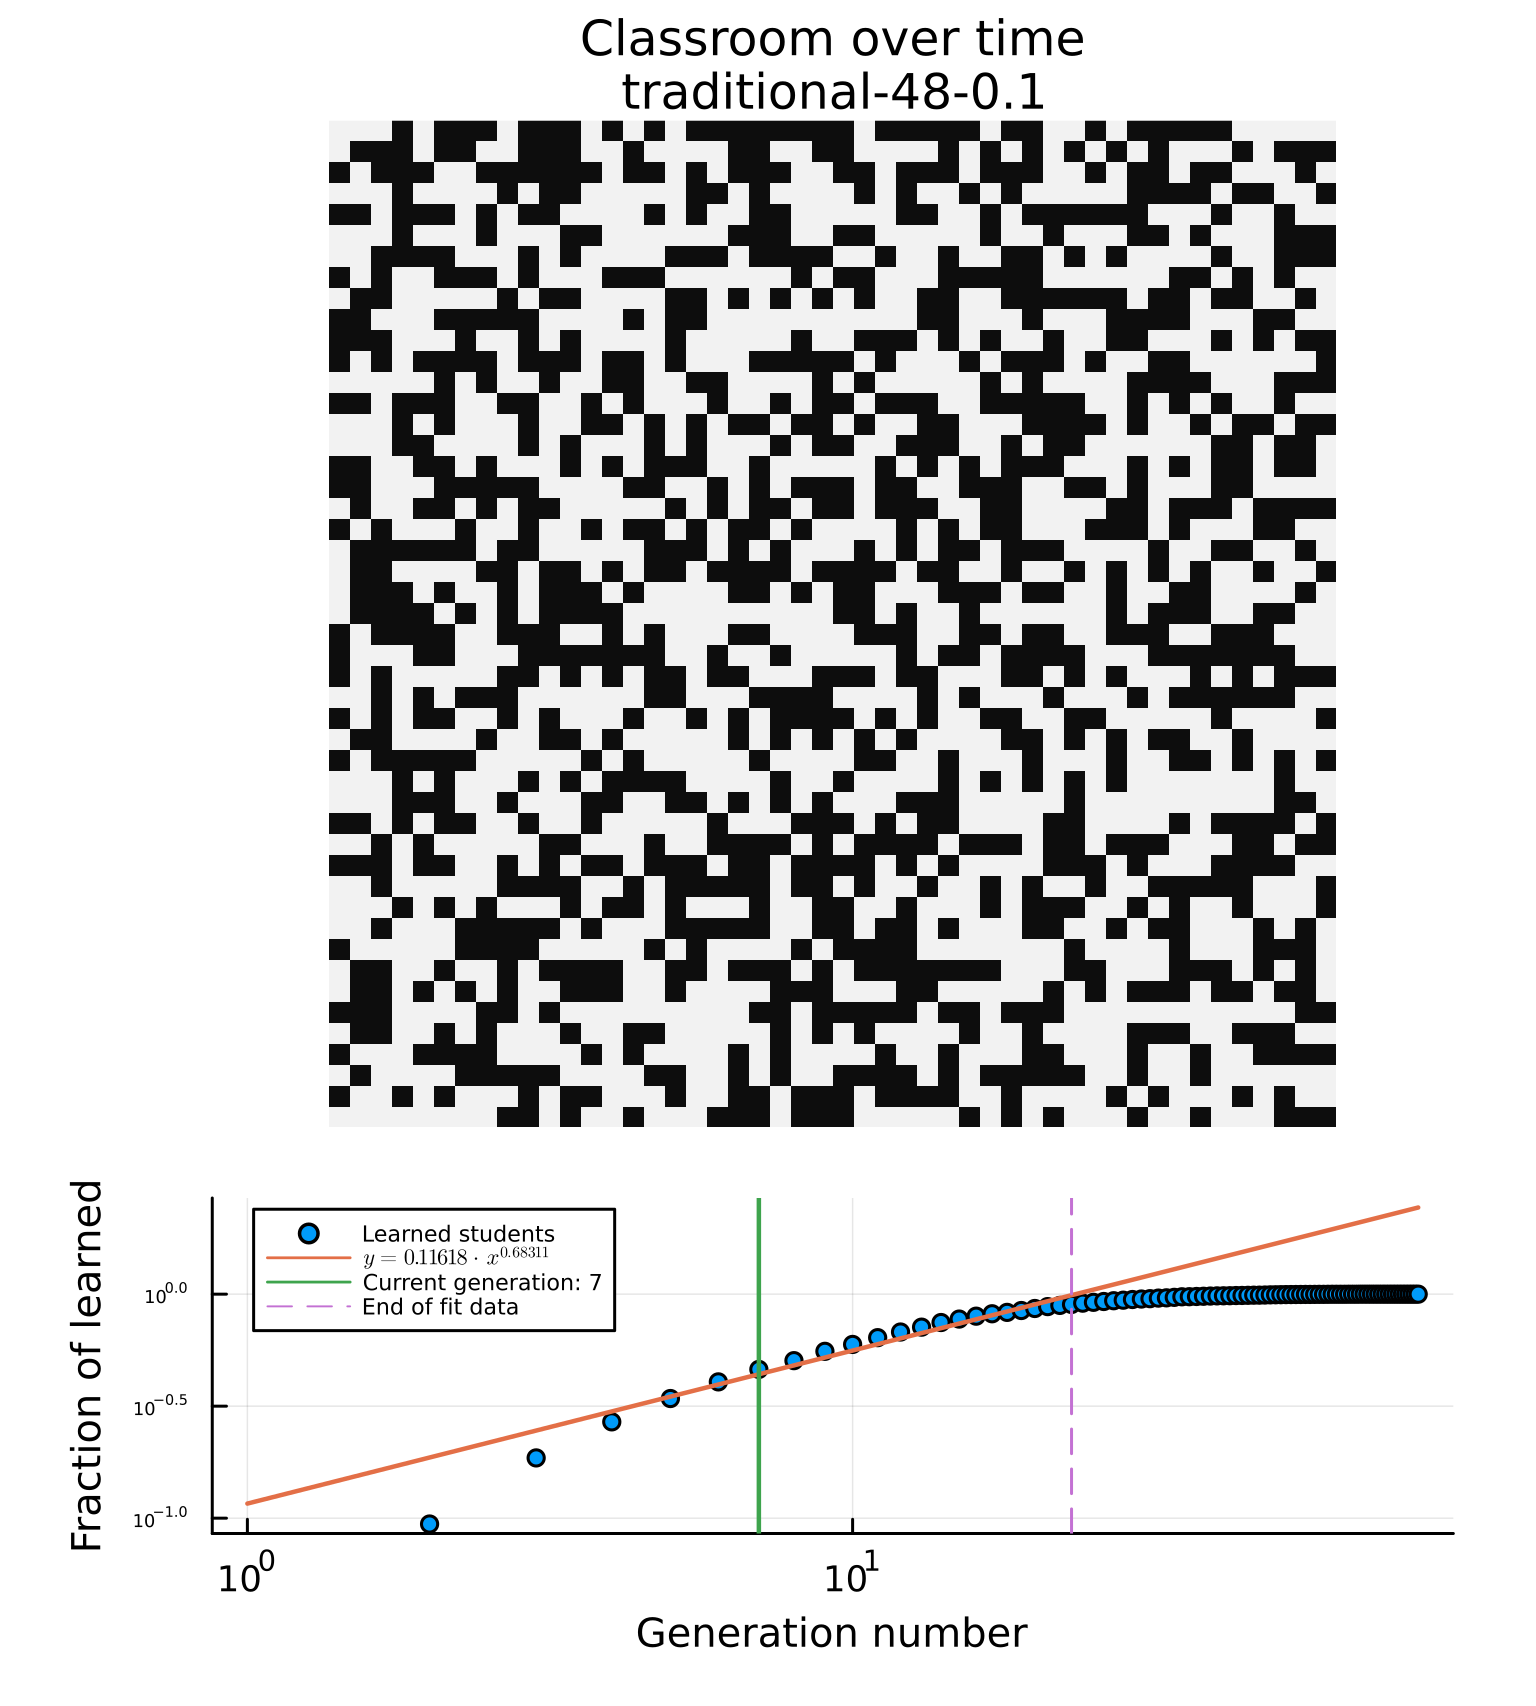 Classroom over time
traditional-48-0.1
Fraction of learned
Learned students
y = 0.11618 · x^0.68311
Current generation: 7
End of fit data
10^0.0
10^−0.5
10^−1.0
10^0
10^1
Generation number